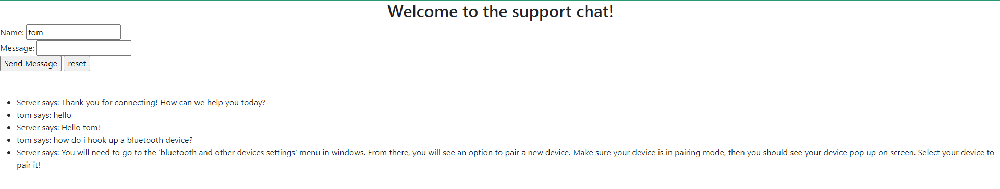 Welcome to the support chat!
Name: tom
Message:
Send Message reset
Server says: Thank you for connecting! How can we help you today?
tom says: hello
Server says: Hello tom!
tom says: how do i hook up a bluetooth device?
Server says: You will need to go to the 'bluetooth and other devices settings' menu in windows. From there, you will see an option to pair a new device. Make sure your device is in pairing mode, then you should see your device pop up on screen. Select your device to
pair it!